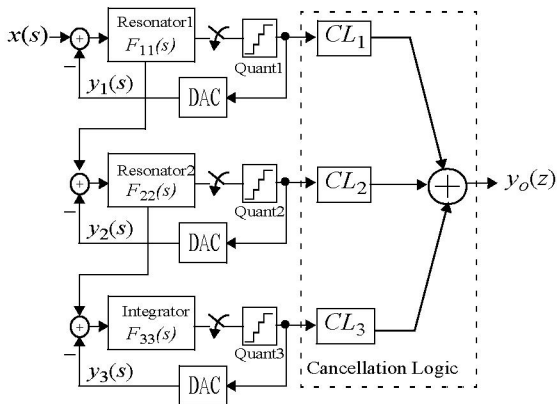 x(s)
+
Resonator1
F11(s)
Quant1
CL1
−
y1(s)
DAC
+
Resonator2
F22(s)
Quant2
CL2
+
yo(z)
−
y2(s)
DAC
+
Integrator
F33(s)
Quant3
CL3
−
y3(s)
DAC
Cancellation Logic